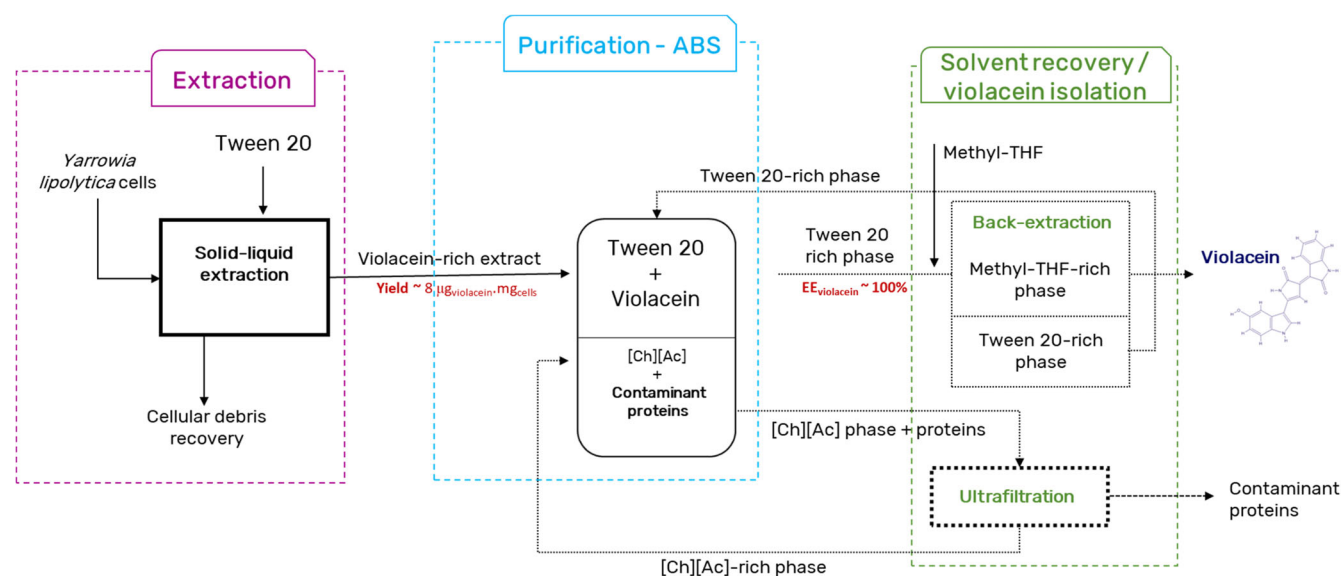 Extraction
Purification - ABS
Solvent recovery /
violacein isolation
Tween 20
Yarrowia
lipolytica cells
Solid-liquid
extraction
Cellular debris
recovery
Violacein-rich extract
Yield ~ 8 µgviolacein.mgcells
Tween 20
+
Violacein
[Ch][Ac]
+
Contaminant
proteins
Tween 20-rich phase
Tween 20
rich phase
EEviolacein ~ 100%
Methyl-THF
Back-extraction
Methyl-THF-rich
phase
Tween 20-rich
phase
Violacein
[Ch][Ac] phase + proteins
Ultrafiltration
Contaminant
proteins
[Ch][Ac]-rich phase